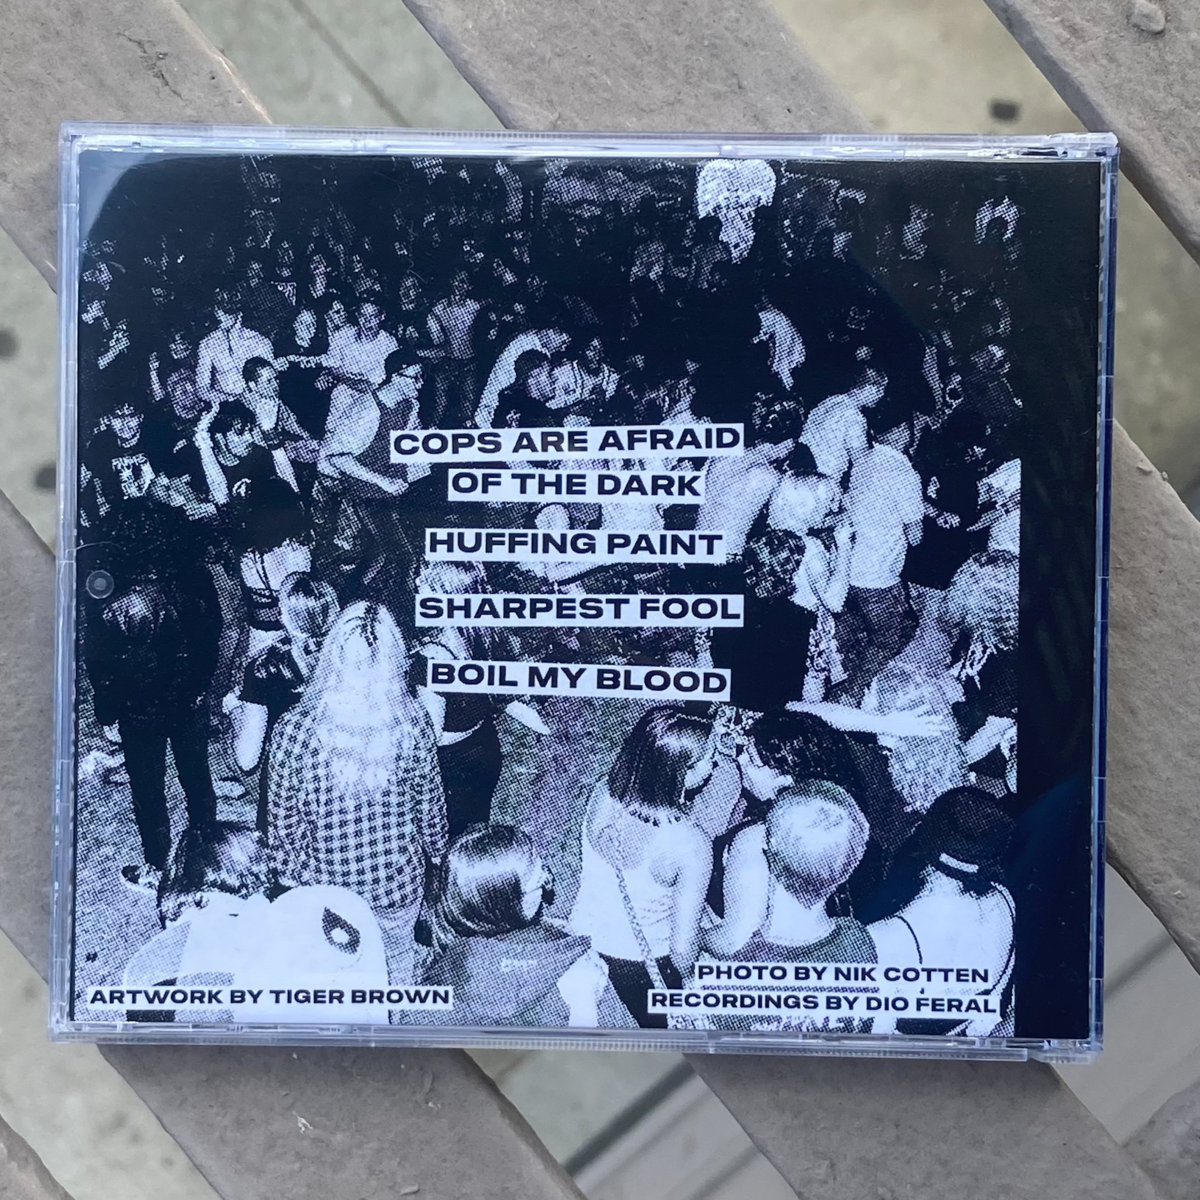 COPS ARE AFRAID
OF THE DARK
HUFFING PAINT
SHARPEST FOOL
BOIL MY BLOOD
PHOTO BY NIK COTTEN
ARTWORK BY TIGER BROWN
RECORDINGS BY DIO FERAL